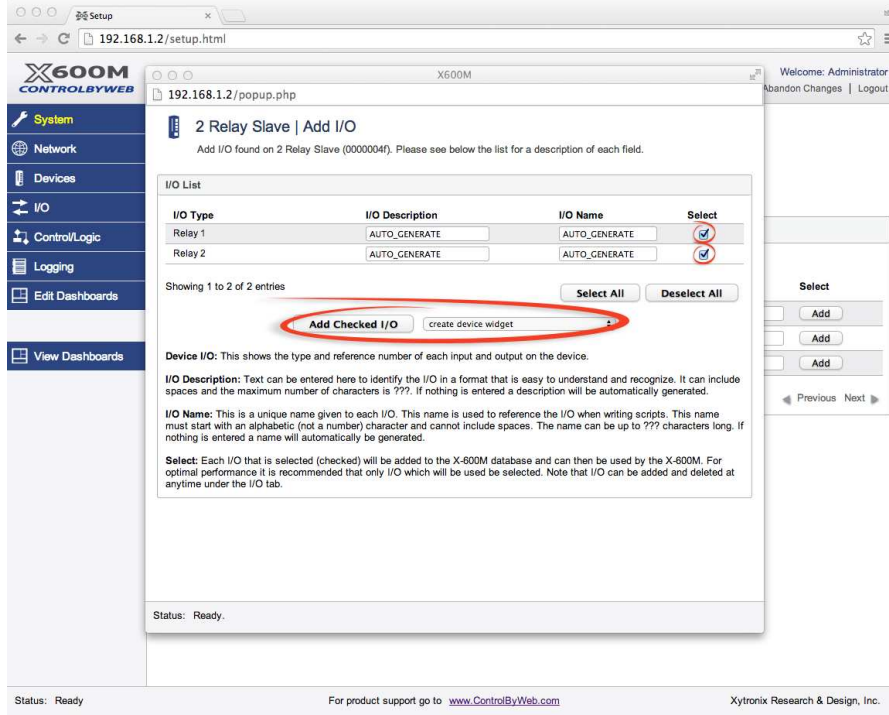 Setup
192.168.1.2/setup.html
X600M
CONTROLBYWEB
Welcome: Administrator
Abandon Changes | Logout
System
Network
Devices
I/O
Control/Logic
Logging
Edit Dashboards
View Dashboards
X600M
192.168.1.2/popup.php
2 Relay Slave | Add I/O
Add I/O found on 2 Relay Slave (0000004f). Please see below the list for a description of each field.
I/O List
I/O Type I/O Description I/O Name Select
Relay 1 AUTO_GENERATE AUTO_GENERATE
Relay 2 AUTO_GENERATE AUTO_GENERATE
Showing 1 to 2 of 2 entries
Select All Deselect All
Add Checked I/O create device widget
Device I/O: This shows the type and reference number of each input and output on the device.
I/O Description: Text can be entered here to identify the I/O in a format that is easy to understand and recognize. It can include
spaces and the maximum number of characters is ???. If nothing is entered a description will be automatically generated.
I/O Name: This is a unique name given to each I/O. This name is used to reference the I/O when writing scripts. This name
must start with an alphabetic (not a number) character and cannot include spaces. The name can be up to ??? characters long. If
nothing is entered a name will automatically be generated.
Select: Each I/O that is selected (checked) will be added to the X-600M database and can then be used by the X-600M. For
optimal performance it is recommended that only I/O which will be used be selected. Note that I/O can be added and deleted at
anytime under the I/O tab.
Status: Ready.
Select
Add
Add
Add
Previous Next
Status: Ready
For product support go to www.ControlByWeb.com
Xytronix Research & Design, Inc.